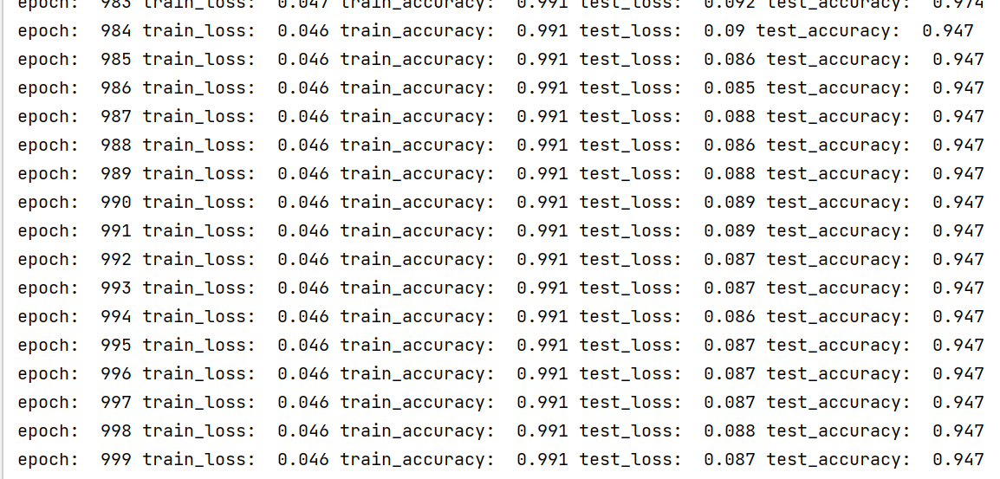 epoch:  983 train_loss:  0.047 train_accuracy:  0.991 test_loss:  0.092 test_accuracy:  0.974
epoch:  984 train_loss:  0.046 train_accuracy:  0.991 test_loss:  0.09 test_accuracy:  0.947
epoch:  985 train_loss:  0.046 train_accuracy:  0.991 test_loss:  0.086 test_accuracy:  0.947
epoch:  986 train_loss:  0.046 train_accuracy:  0.991 test_loss:  0.085 test_accuracy:  0.947
epoch:  987 train_loss:  0.046 train_accuracy:  0.991 test_loss:  0.088 test_accuracy:  0.947
epoch:  988 train_loss:  0.046 train_accuracy:  0.991 test_loss:  0.086 test_accuracy:  0.947
epoch:  989 train_loss:  0.046 train_accuracy:  0.991 test_loss:  0.088 test_accuracy:  0.947
epoch:  990 train_loss:  0.046 train_accuracy:  0.991 test_loss:  0.089 test_accuracy:  0.947
epoch:  991 train_loss:  0.046 train_accuracy:  0.991 test_loss:  0.089 test_accuracy:  0.947
epoch:  992 train_loss:  0.046 train_accuracy:  0.991 test_loss:  0.087 test_accuracy:  0.947
epoch:  993 train_loss:  0.046 train_accuracy:  0.991 test_loss:  0.087 test_accuracy:  0.947
epoch:  994 train_loss:  0.046 train_accuracy:  0.991 test_loss:  0.086 test_accuracy:  0.947
epoch:  995 train_loss:  0.046 train_accuracy:  0.991 test_loss:  0.087 test_accuracy:  0.947
epoch:  996 train_loss:  0.046 train_accuracy:  0.991 test_loss:  0.087 test_accuracy:  0.947
epoch:  997 train_loss:  0.046 train_accuracy:  0.991 test_loss:  0.087 test_accuracy:  0.947
epoch:  998 train_loss:  0.046 train_accuracy:  0.991 test_loss:  0.088 test_accuracy:  0.947
epoch:  999 train_loss:  0.046 train_accuracy:  0.991 test_loss:  0.087 test_accuracy:  0.947